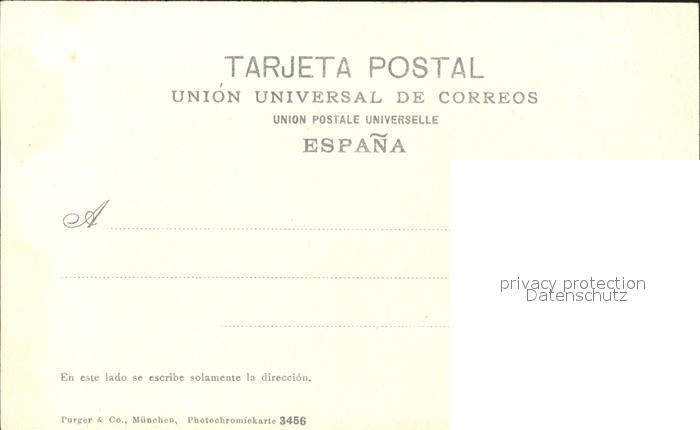 TARJETA POSTAL
UNIÓN UNIVERSAL DE CORREOS
UNION POSTALE UNIVERSELLE
ESPAÑA
A
privacy protection
Datenschutz
En este lado se escribe solamente la dirección.
Purger & Co., München, Photochromiekarte 3456